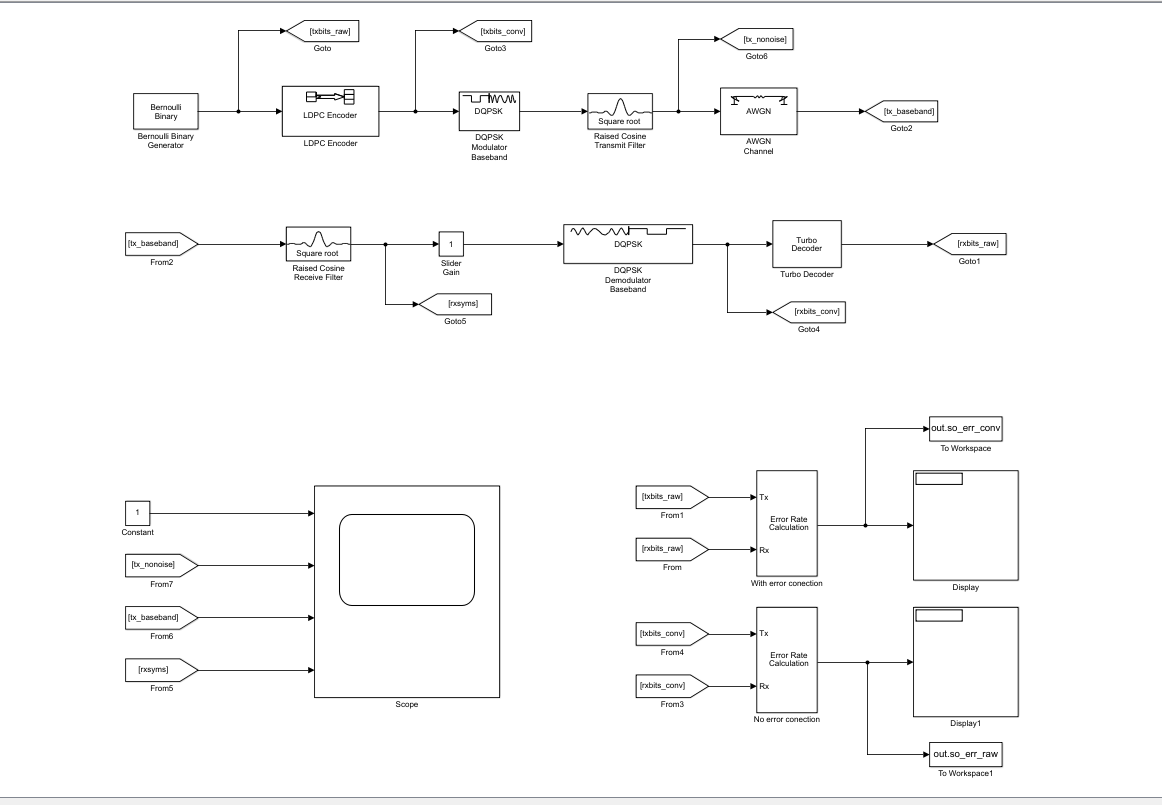 [txbits_raw]
Goto
[txbits_conv]
Goto3
[tx_nonoise]
Goto6
Bernoulli
Binary
Bernoulli Binary
Generator
LDPC Encoder
LDPC Encoder
DQPSK
DQPSK
Modulator
Baseband
Square root
Raised Cosine
Transmit Filter
AWGN
AWGN
Channel
[tx_baseband]
Goto2
[tx_baseband]
From2
Square root
Raised Cosine
Receive Filter
1
Slider
Gain
[rxsyms]
Goto5
DQPSK
DQPSK
Demodulator
Baseband
Turbo
Decoder
Turbo Decoder
[rxbits_raw]
Goto1
[rxbits_conv]
Goto4
1
Constant
[tx_nonoise]
From7
[tx_baseband]
From6
[rxsyms]
From5
Scope
out.so_err_conv
To Workspace
[txbits_raw]
From1
[rxbits_raw]
From
Tx
Error Rate
Calculation
Rx
With error conection
Display
[txbits_conv]
From4
[rxbits_conv]
From3
Tx
Error Rate
Calculation
Rx
No error conection
Display1
out.so_err_raw
To Workspace1